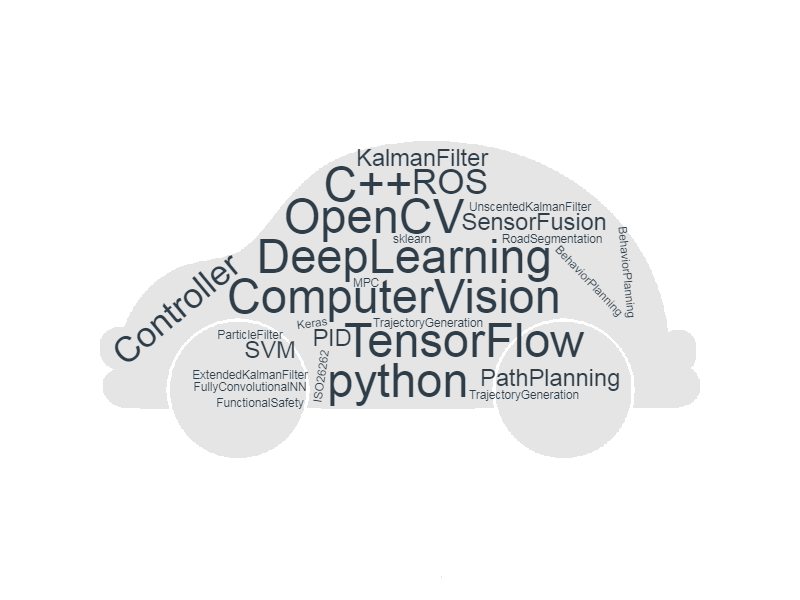 KalmanFilter
C++
ROS
OpenCV
UnscentedKalmanFilter
SensorFusion
sklearn
RoadSegmentation
BehaviorPlanning
BehaviorPlanning
DeepLearning
Controller
MPC
ComputerVision
Keras
TrajectoryGeneration
ParticleFilter
PID
TensorFlow
SVM
ISO26262
ExtendedKalmanFilter
python
PathPlanning
FullyConvolutionalNN
TrajectoryGeneration
FunctionalSafety